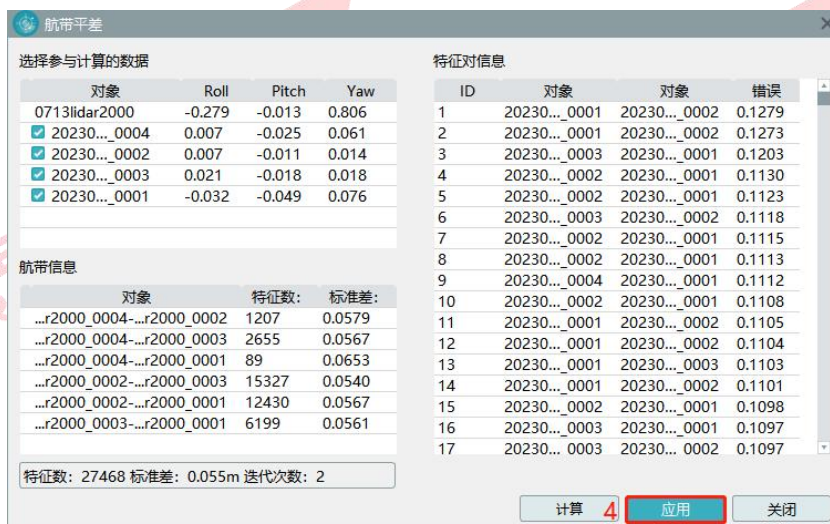 航带平差
选择参与计算的数据
对象 Roll Pitch Yaw
0713lidar2000 -0.279 -0.013 0.806
20230..._0004 0.007 -0.025 0.061
20230..._0002 0.007 -0.011 0.014
20230..._0003 0.021 -0.018 0.018
20230..._0001 -0.032 -0.049 0.076
航带信息
对象 特征数: 标准差:
...r2000_0004-...r2000_0002 1207 0.0579
...r2000_0004-...r2000_0003 2655 0.0567
...r2000_0004-...r2000_0001 89 0.0653
...r2000_0002-...r2000_0003 15327 0.0540
...r2000_0002-...r2000_0001 12430 0.0567
...r2000_0003-...r2000_0001 6199 0.0561
特征数: 27468 标准差: 0.055m 迭代次数: 2
特征对信息
ID 对象 对象 错误
1 20230..._0001 20230..._0002 0.1279
2 20230..._0001 20230..._0002 0.1273
3 20230..._0003 20230..._0001 0.1203
4 20230..._0002 20230..._0001 0.1130
5 20230..._0002 20230..._0001 0.1123
6 20230..._0003 20230..._0002 0.1118
7 20230..._0002 20230..._0001 0.1115
8 20230..._0002 20230..._0001 0.1113
9 20230..._0004 20230..._0001 0.1112
10 20230..._0002 20230..._0001 0.1108
11 20230..._0001 20230..._0002 0.1105
12 20230..._0001 20230..._0002 0.1104
13 20230..._0001 20230..._0003 0.1103
14 20230..._0001 20230..._0002 0.1101
15 20230..._0002 20230..._0001 0.1098
16 20230..._0003 20230..._0001 0.1097
17 20230..._0003 20230..._0002 0.1097
计算 4 应用 关闭